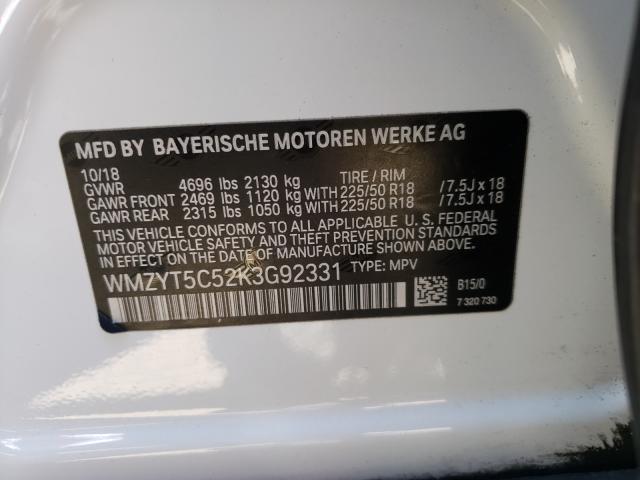 MFD BY BAYERISCHE MOTOREN WERKE AG
10/18 TIRE / RIM
GVWR 4696 lbs 2130 kg
GAWR FRONT 2469 lbs 1120 kg WITH 225/50 R18 /7.5J x 18
GAWR REAR 2315 lbs 1050 kg WITH 225/50 R18 /7.5J x 18
THIS VEHICLE CONFORMS TO ALL APPLICABLE U. S. FEDERAL
MOTOR VEHICLE SAFETY AND THEFT PREVENTION STANDARDS
IN EFFECT ON THE DATE OF MANUFACTURE SHOWN ABOVE.
WMZYT5C52K3G92331 TYPE: MPV
B15/0
7 320 730